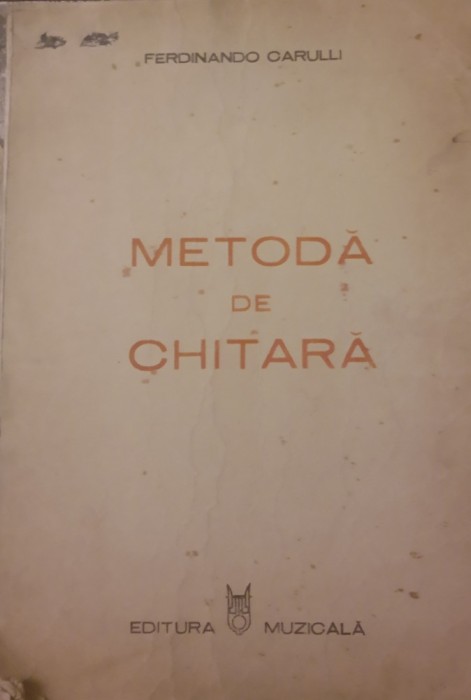 FERDINANDO CARULLI
METODĂ
DE
CHITARĂ
EDITURA MUZICALĂ